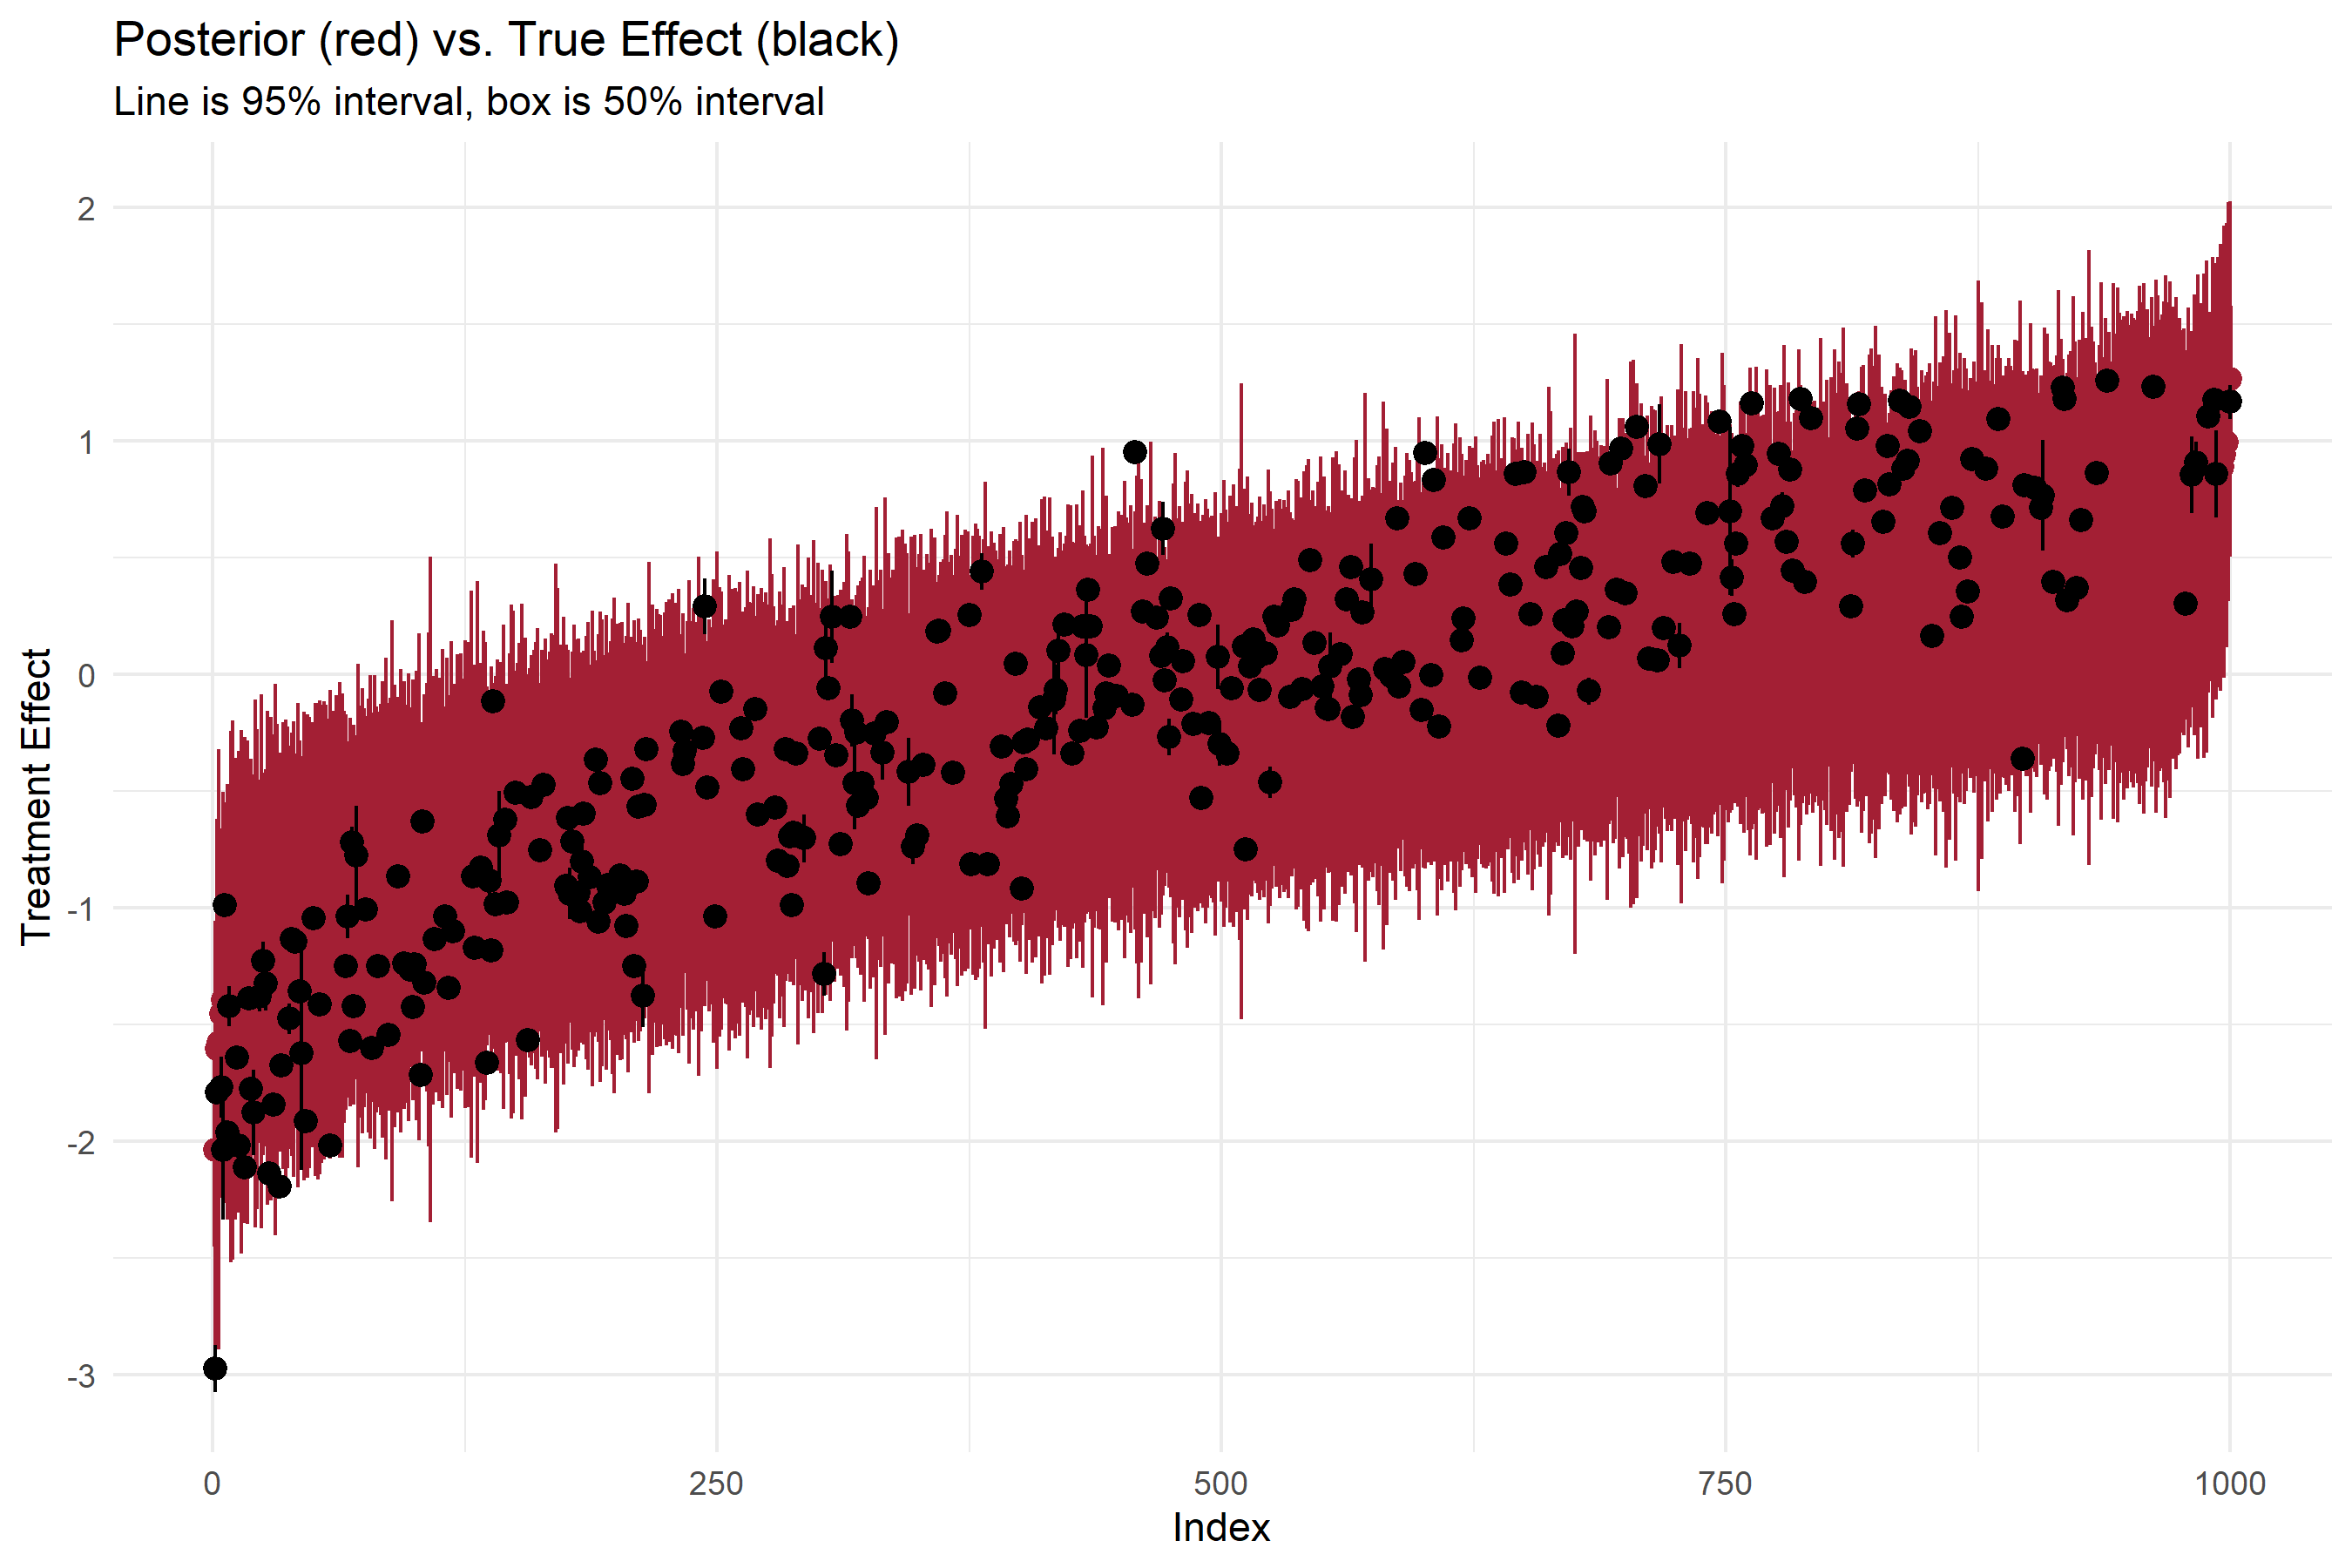 Posterior (red) vs. True Effect (black)
Line is 95% interval, box is 50% interval
Treatment Effect
2
1
0
-1
-2
-3
0 250 500 750 1000
Index